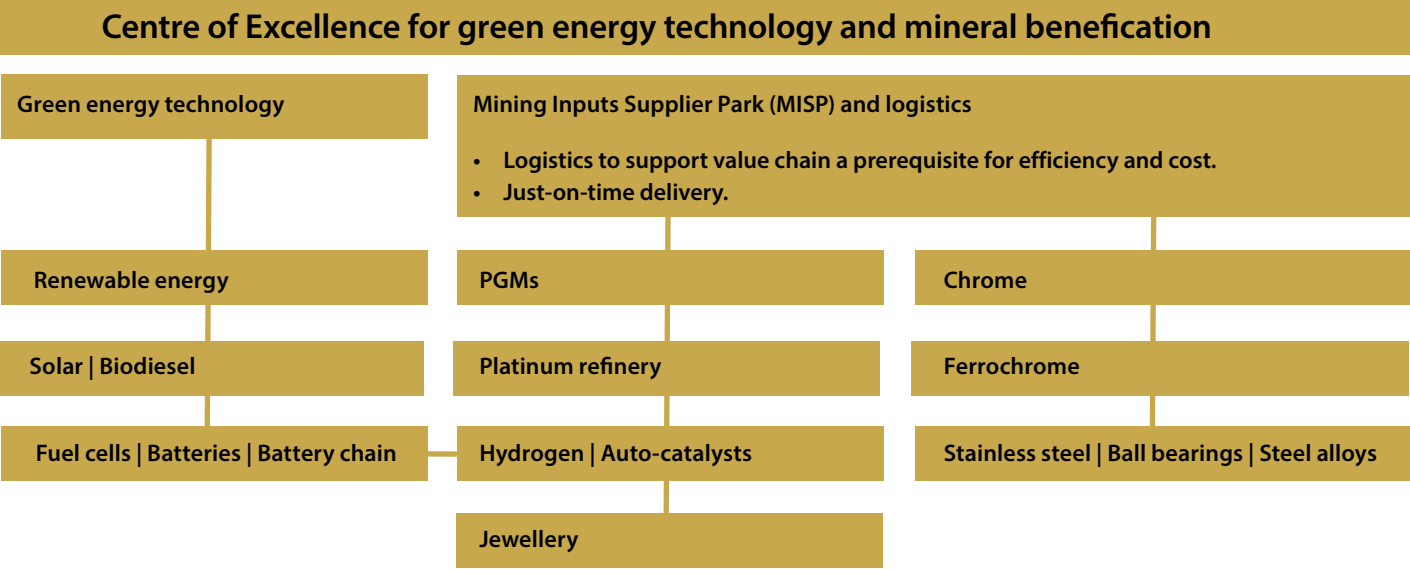 Centre of Excellence for green energy technology and mineral benefication
Green energy technology
Mining Inputs Supplier Park (MISP) and logistics
• Logistics to support value chain a prerequisite for efficiency and cost.
• Just-on-time delivery.
Renewable energy
PGMs
Chrome
Solar | Biodiesel
Platinum refinery
Ferrochrome
Fuel cells | Batteries | Battery chain
Hydrogen | Auto-catalysts
Stainless steel | Ball bearings | Steel alloys
Jewellery